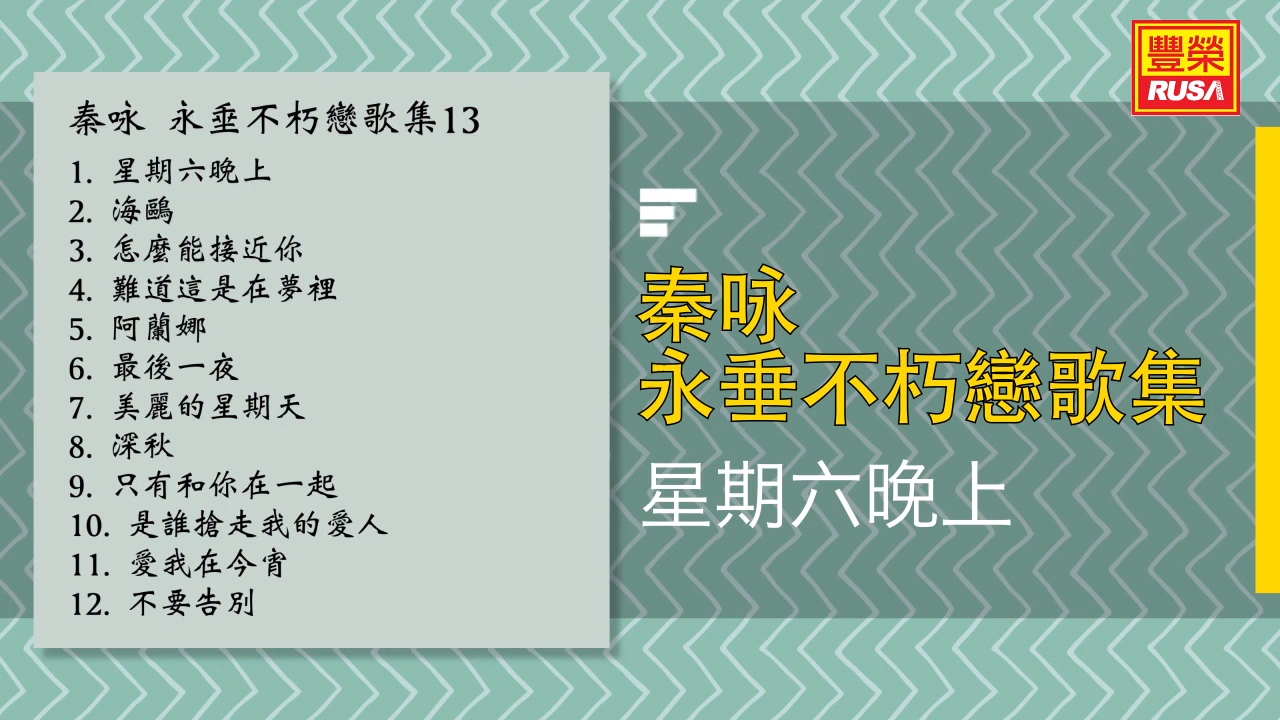 秦咏 永垂不朽戀歌集13
1. 星期六晚上
2. 海鷗
3. 怎麼能接近你
4. 難道這是在夢裡
5. 阿蘭娜
6. 最後一夜
7. 美麗的星期天
8. 深秋
9. 只有和你在一起
10. 是誰搶走我的愛人
11. 愛我在今宵
12. 不要告別
豐榮
RUSA
秦咏
永垂不朽戀歌集
星期六晚上